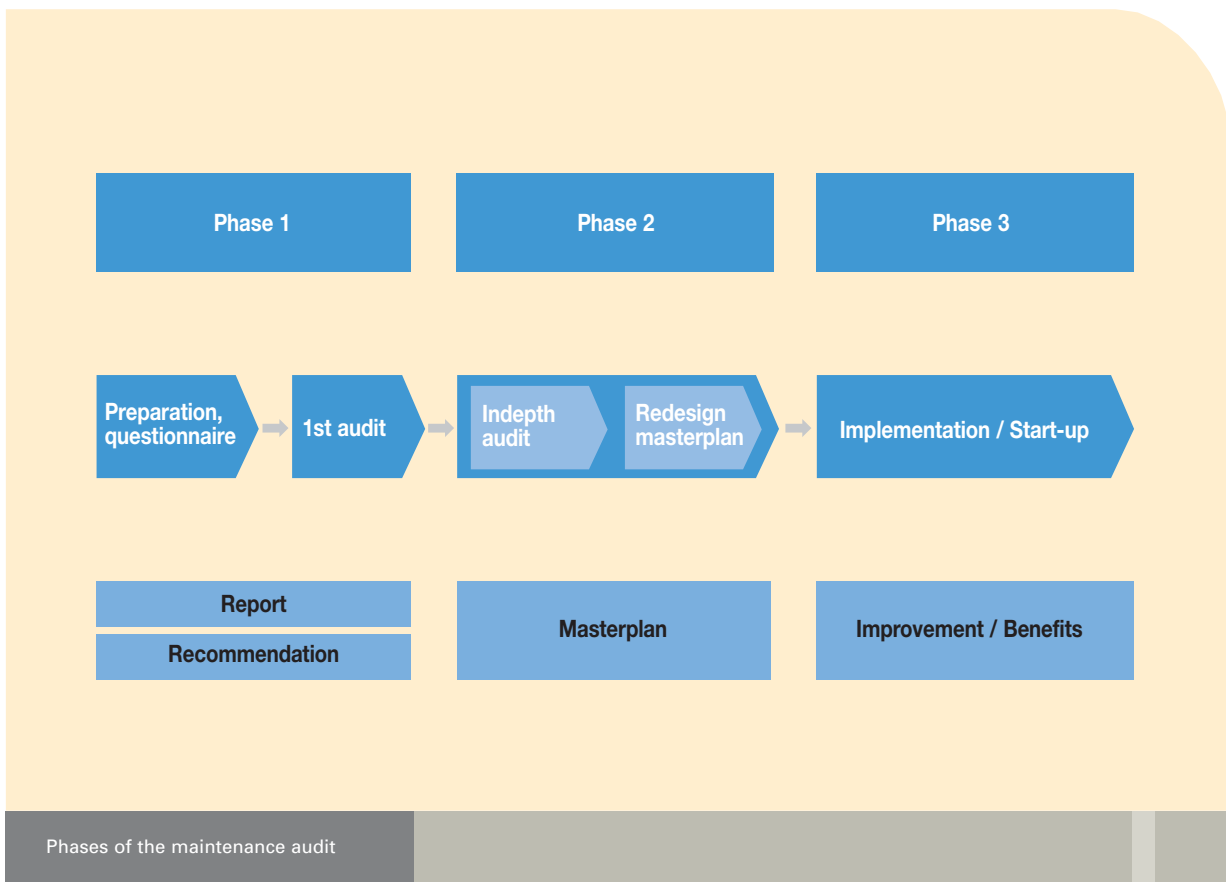 Phase 1
Phase 2
Phase 3
Preparation,
questionnaire
1st audit
Indepth
audit
Redesign
masterplan
Implementation / Start-up
Report
Recommendation
Masterplan
Improvement / Benefits
Phases of the maintenance audit